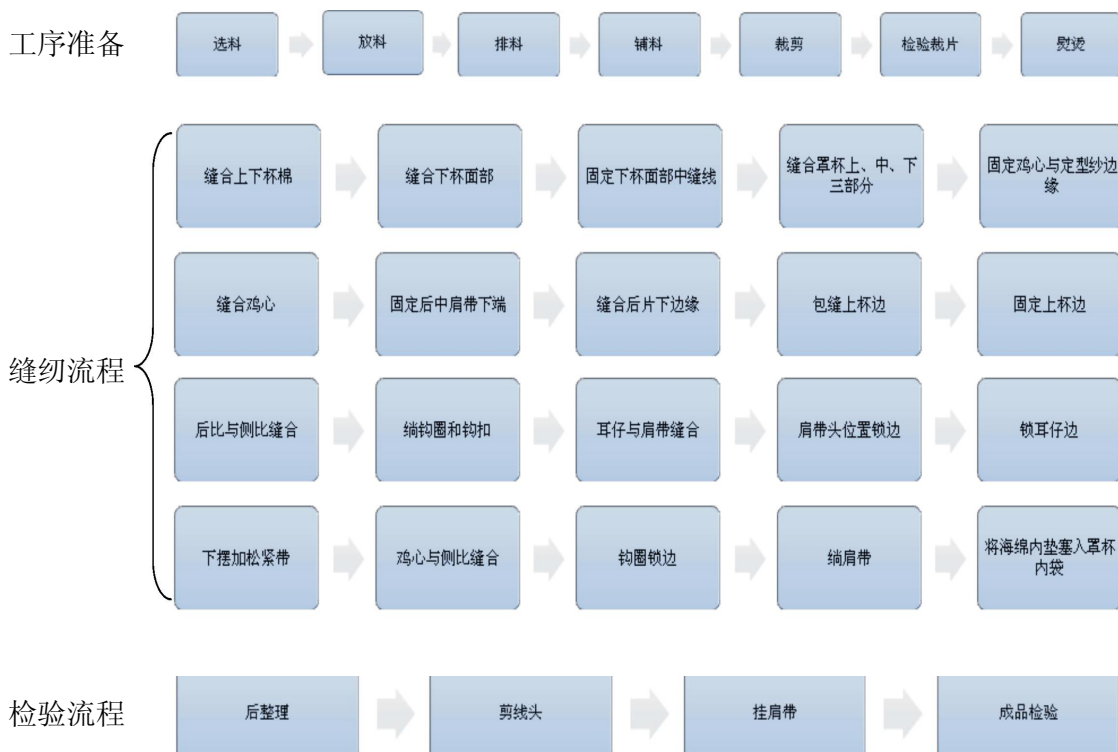 工序准备
选料
放料
排料
铺料
裁剪
检验裁片
熨烫
缝纫流程
缝合上下杯棉
缝合下杯面部
固定下杯面部中缝线
缝合罩杯上、中、下
三部分
固定鸡心与定型纱边
缘
缝合鸡心
固定后中肩带下端
缝合后片下边缘
包缝上杯边
固定上杯边
后比与侧比缝合
绱钩圈和钩扣
耳仔与肩带缝合
肩带头位置锁边
锁耳仔边
下摆加松紧带
鸡心与侧比缝合
钩圈锁边
绱肩带
将海绵内垫塞入罩杯
内袋
检验流程
后整理
剪线头
挂肩带
成品检验